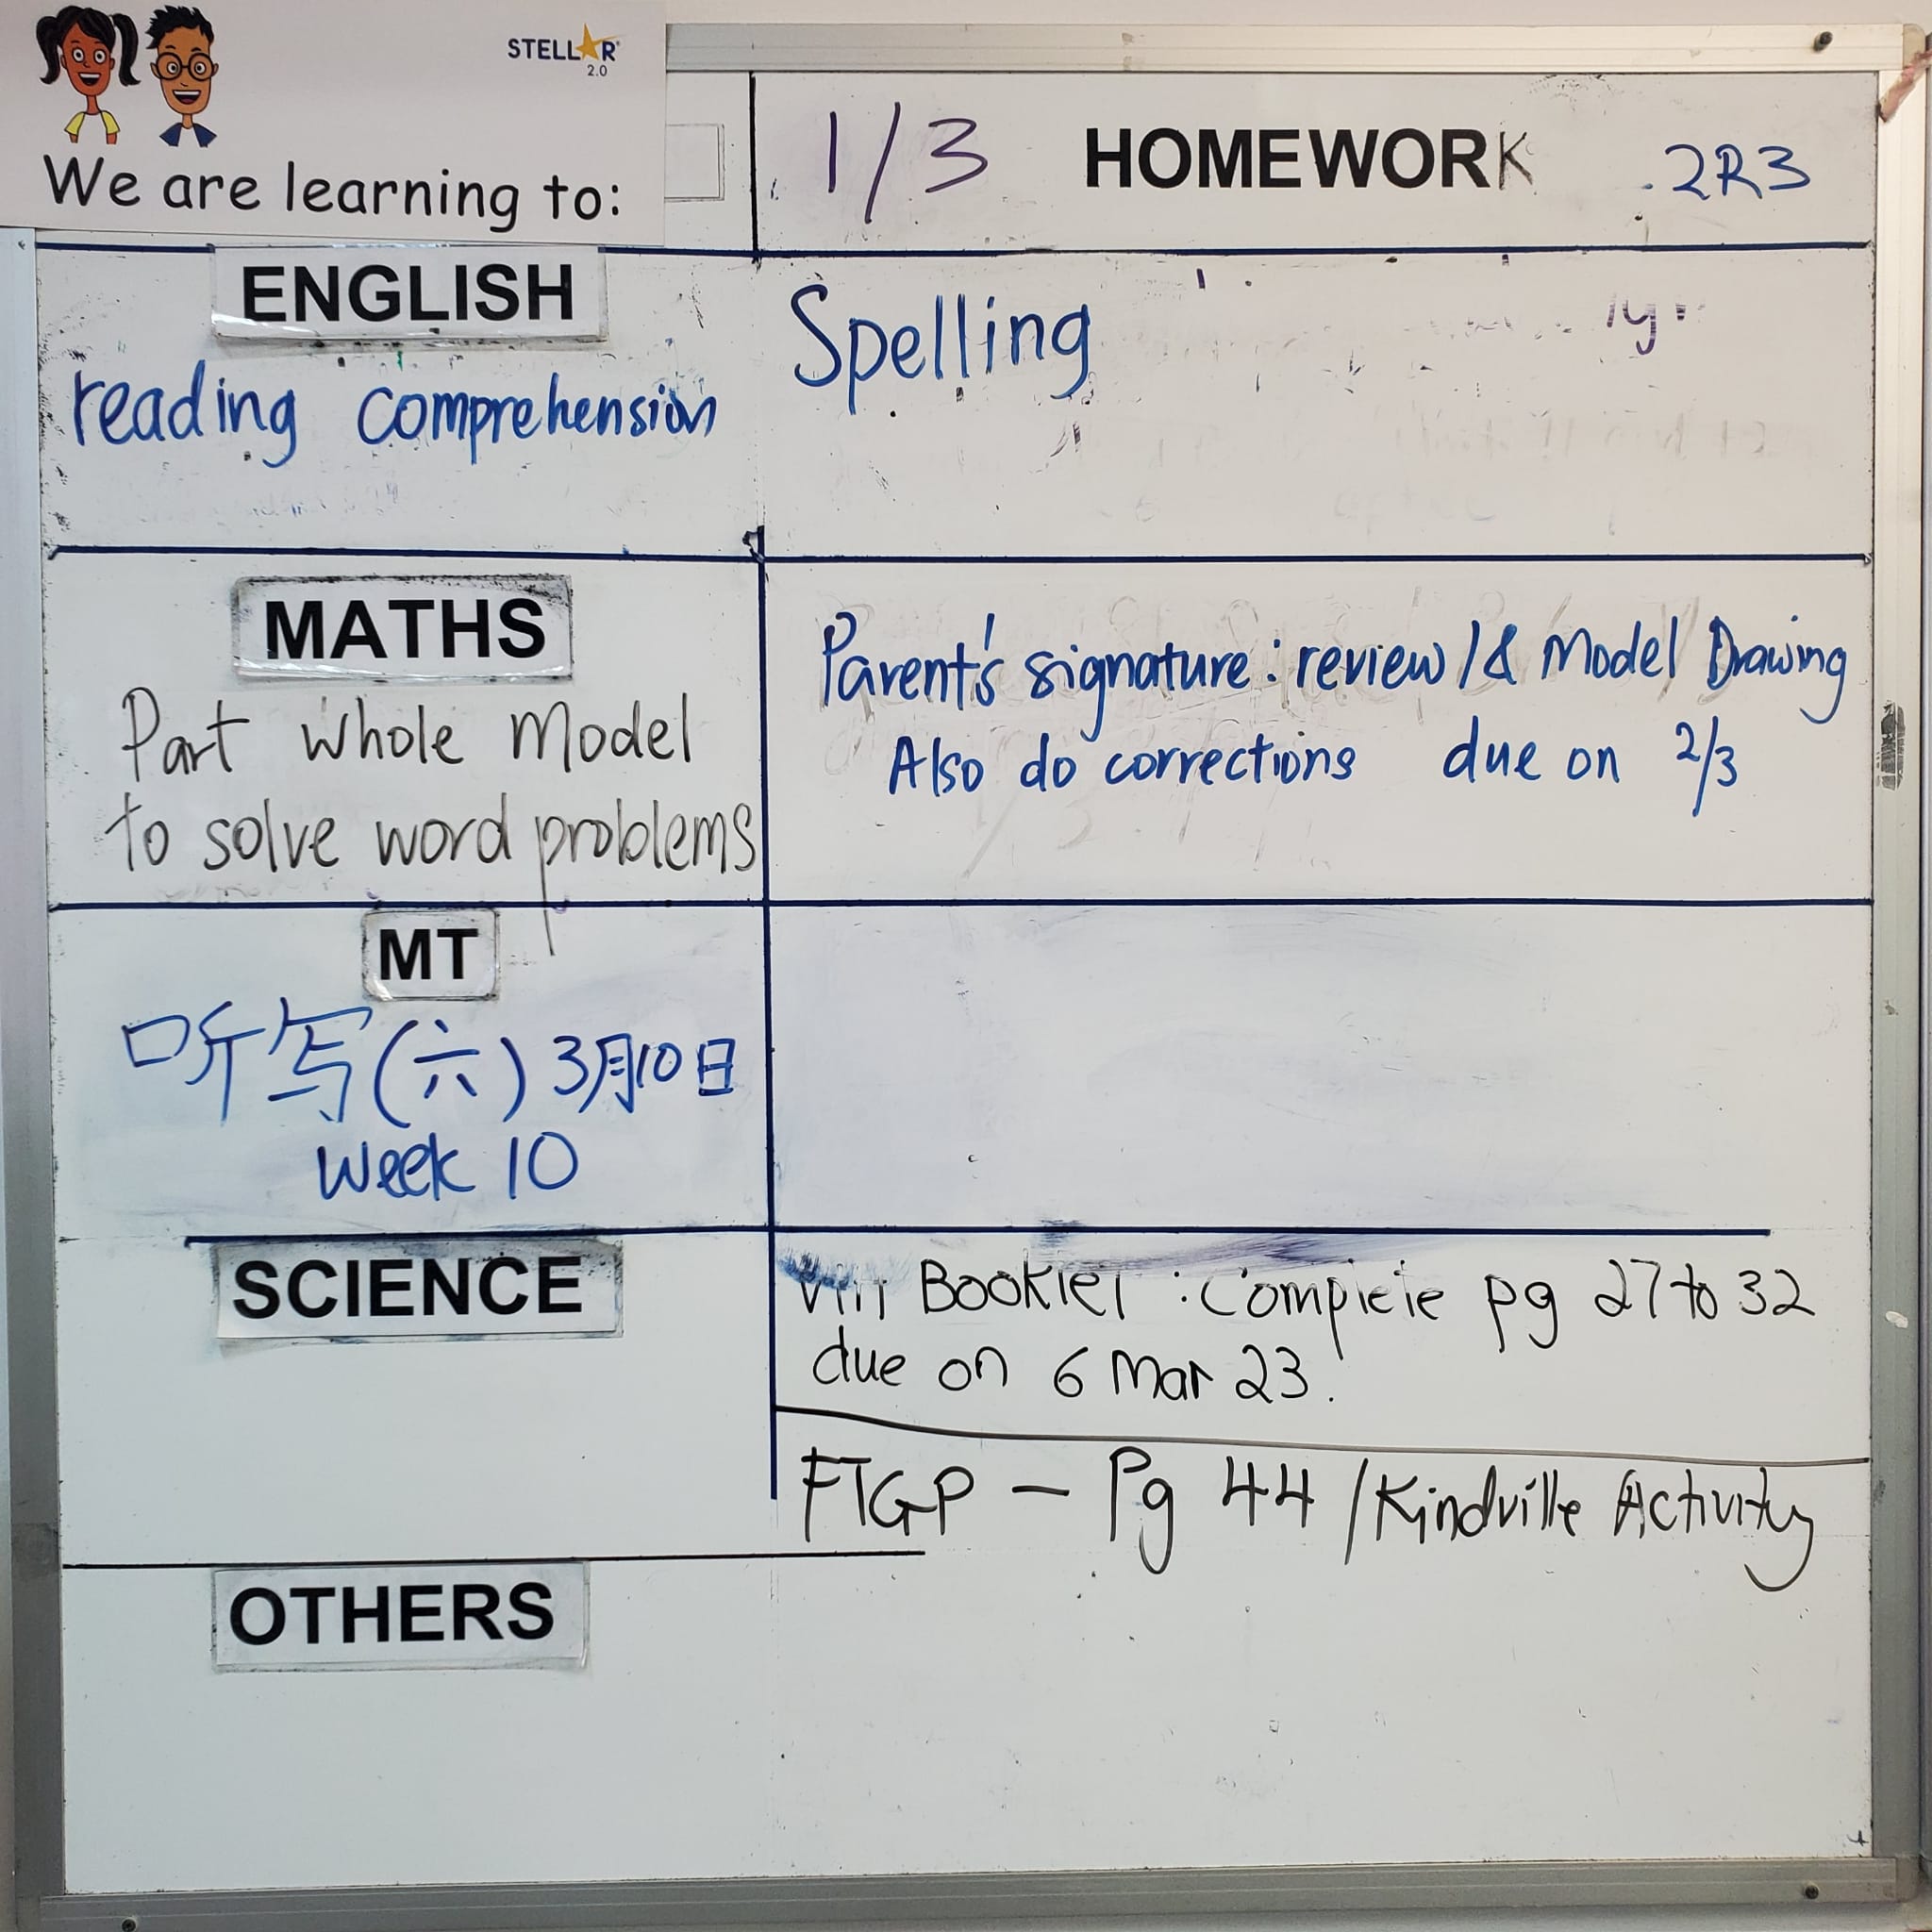 STELLAR
2.0
We are learning to:
1/3 HOMEWORK 2R3
ENGLISH
reading comprehension
Spelling
MATHS
Part whole Model
to solve word problems
Parent's signature: review 1 & Model Drawing
Also do corrections due on 2/3
MT
听写(六) 3月10日
Week 10
SCIENCE
Booklet : Complete pg 27 to 32
due on 6 Mar 23.
FTGP — Pg 44 / Kindville Activity
OTHERS